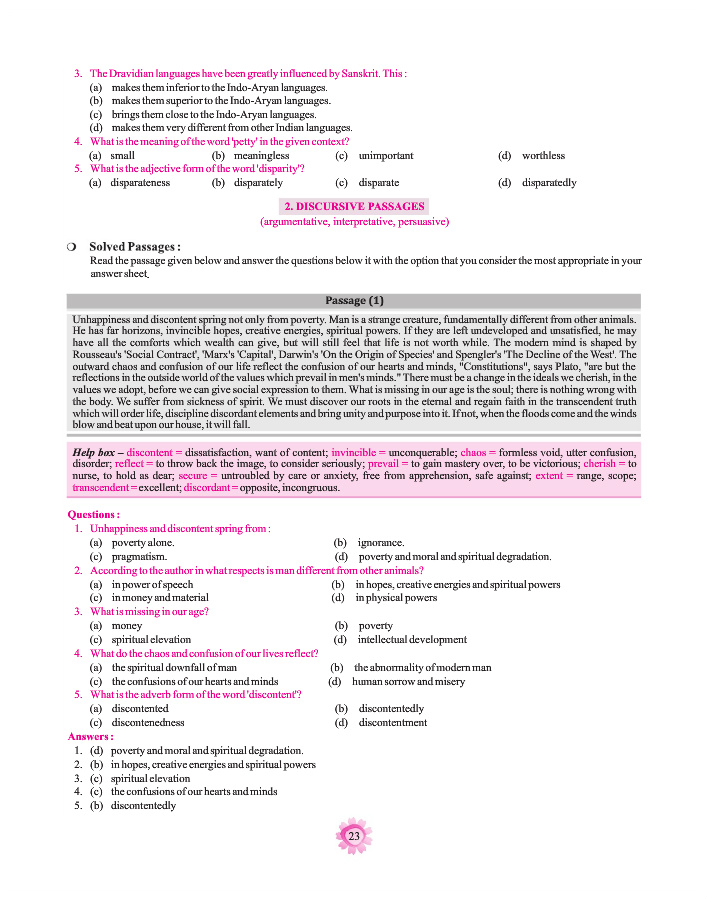 3. The Dravidian languages have been greatly influenced by Sanskrit. This :
(a) makes them inferior to the Indo-Aryan languages.
(b) makes them superior to the Indo-Aryan languages.
(c) brings them close to the Indo-Aryan languages.
(d) makes them very different from other Indian languages.
4. What is the meaning of the word 'petty' in the given context?
(a) small (b) meaningless (c) unimportant (d) worthless
5. What is the adjective form of the word 'disparity'?
(a) disparateness (b) disparately (c) disparate (d) disparatedly
2. DISCURSIVE PASSAGES
(argumentative, interpretative, persuasive)
❍ Solved Passages :
Read the passage given below and answer the questions below it with the option that you consider the most appropriate in your
answer sheet.
Passage (1)
Unhappiness and discontent spring not only from poverty. Man is a strange creature, fundamentally different from other animals.
He has far horizons, invincible hopes, creative energies, spiritual powers. If they are left undeveloped and unsatisfied, he may
have all the comforts which wealth can give, but will still feel that life is not worth while. The modern mind is shaped by
Rousseau's 'Social Contract', 'Marx's 'Capital', Darwin's 'On the Origin of Species' and Spengler's 'The Decline of the West'. The
outward chaos and confusion of our life reflect the confusion of our hearts and minds, "Constitutions", says Plato, "are but the
reflections in the outside world of the values which prevail in men's minds." There must be a change in the ideals we cherish, in the
values we adopt, before we can give social expression to them. What is missing in our age is the soul; there is nothing wrong with
the body. We suffer from sickness of spirit. We must discover our roots in the eternal and regain faith in the transcendent truth
which will order life, discipline discordant elements and bring unity and purpose into it. If not, when the floods come and the winds
blow and beat upon our house, it will fall.
Help box – discontent = dissatisfaction, want of content; invincible = unconquerable; chaos = formless void, utter confusion,
disorder; reflect = to throw back the image, to consider seriously; prevail = to gain mastery over, to be victorious; cherish = to
nurse, to hold as dear; secure = untroubled by care or anxiety, free from apprehension, safe against; extent = range, scope;
transcendent = excellent; discordant = opposite, incongruous.
Questions :
1. Unhappiness and discontent spring from :
(a) poverty alone. (b) ignorance.
(c) pragmatism. (d) poverty and moral and spiritual degradation.
2. According to the author in what respects is man different from other animals?
(a) in power of speech (b) in hopes, creative energies and spiritual powers
(c) in money and material (d) in physical powers
3. What is missing in our age?
(a) money (b) poverty
(c) spiritual elevation (d) intellectual development
4. What do the chaos and confusion of our lives reflect?
(a) the spiritual downfall of man (b) the abnormality of modern man
(c) the confusions of our hearts and minds (d) human sorrow and misery
5. What is the adverb form of the word 'discontent'?
(a) discontented (b) discontentedly
(c) discontenedness (d) discontentment
Answers :
1. (d) poverty and moral and spiritual degradation.
2. (b) in hopes, creative energies and spiritual powers
3. (c) spiritual elevation
4. (c) the confusions of our hearts and minds
5. (b) discontentedly
23